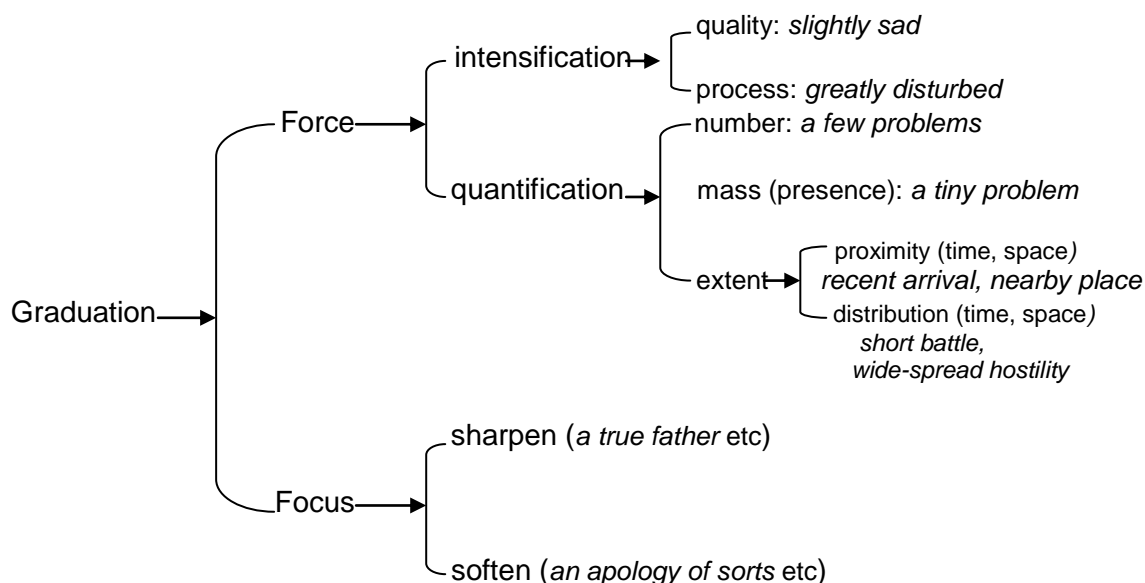 quality: slightly sad
intensification
process: greatly disturbed
Force
number: a few problems
quantification
mass (presence): a tiny problem
proximity (time, space)
extent
recent arrival, nearby place
Graduation
distribution (time, space)
short battle,
wide-spread hostility
sharpen (a true father etc)
Focus
soften (an apology of sorts etc)